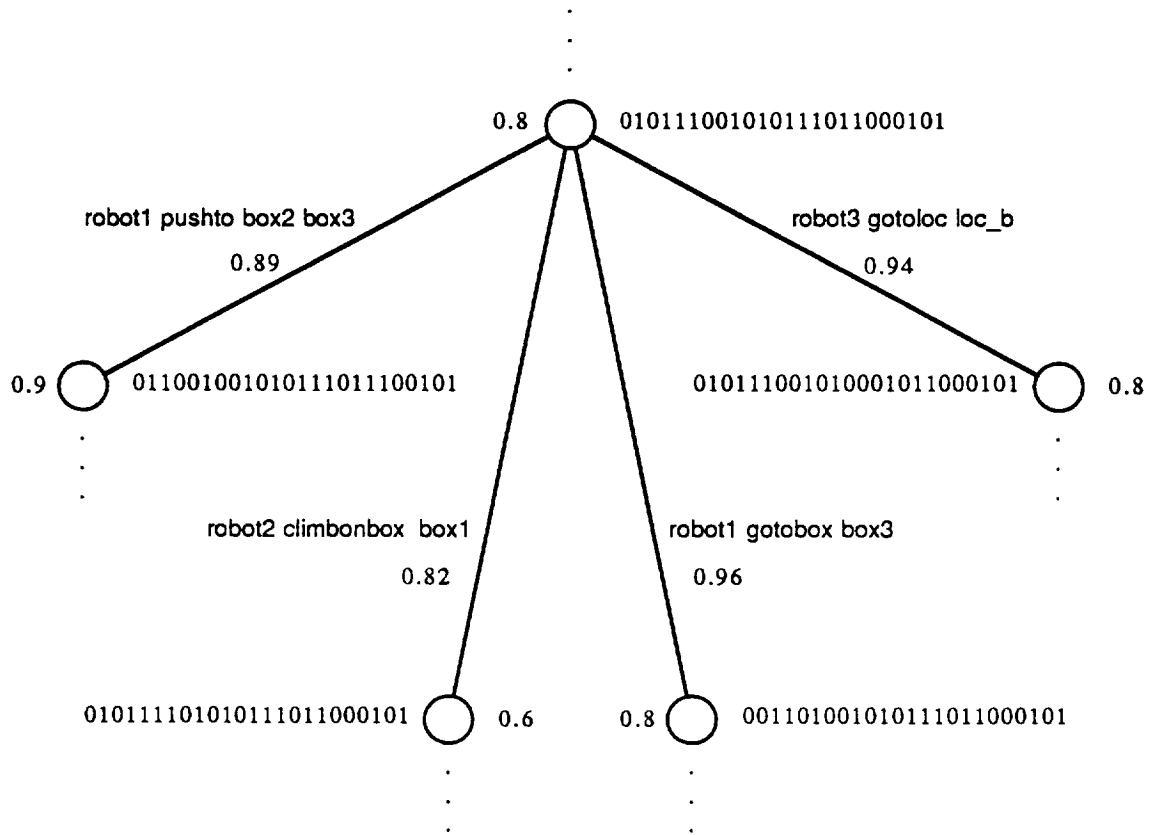 0.8 010111001010111011000101
robot1 pushto box2 box3
0.89
robot3 gotoloc loc_b
0.94
0.9 011001001010111011100101
010111001010001011000101 0.8
robot2 climbonbox box1
0.82
robot1 gotobox box3
0.96
010111101010111011000101 0.6
0.8 001101001010111011000101